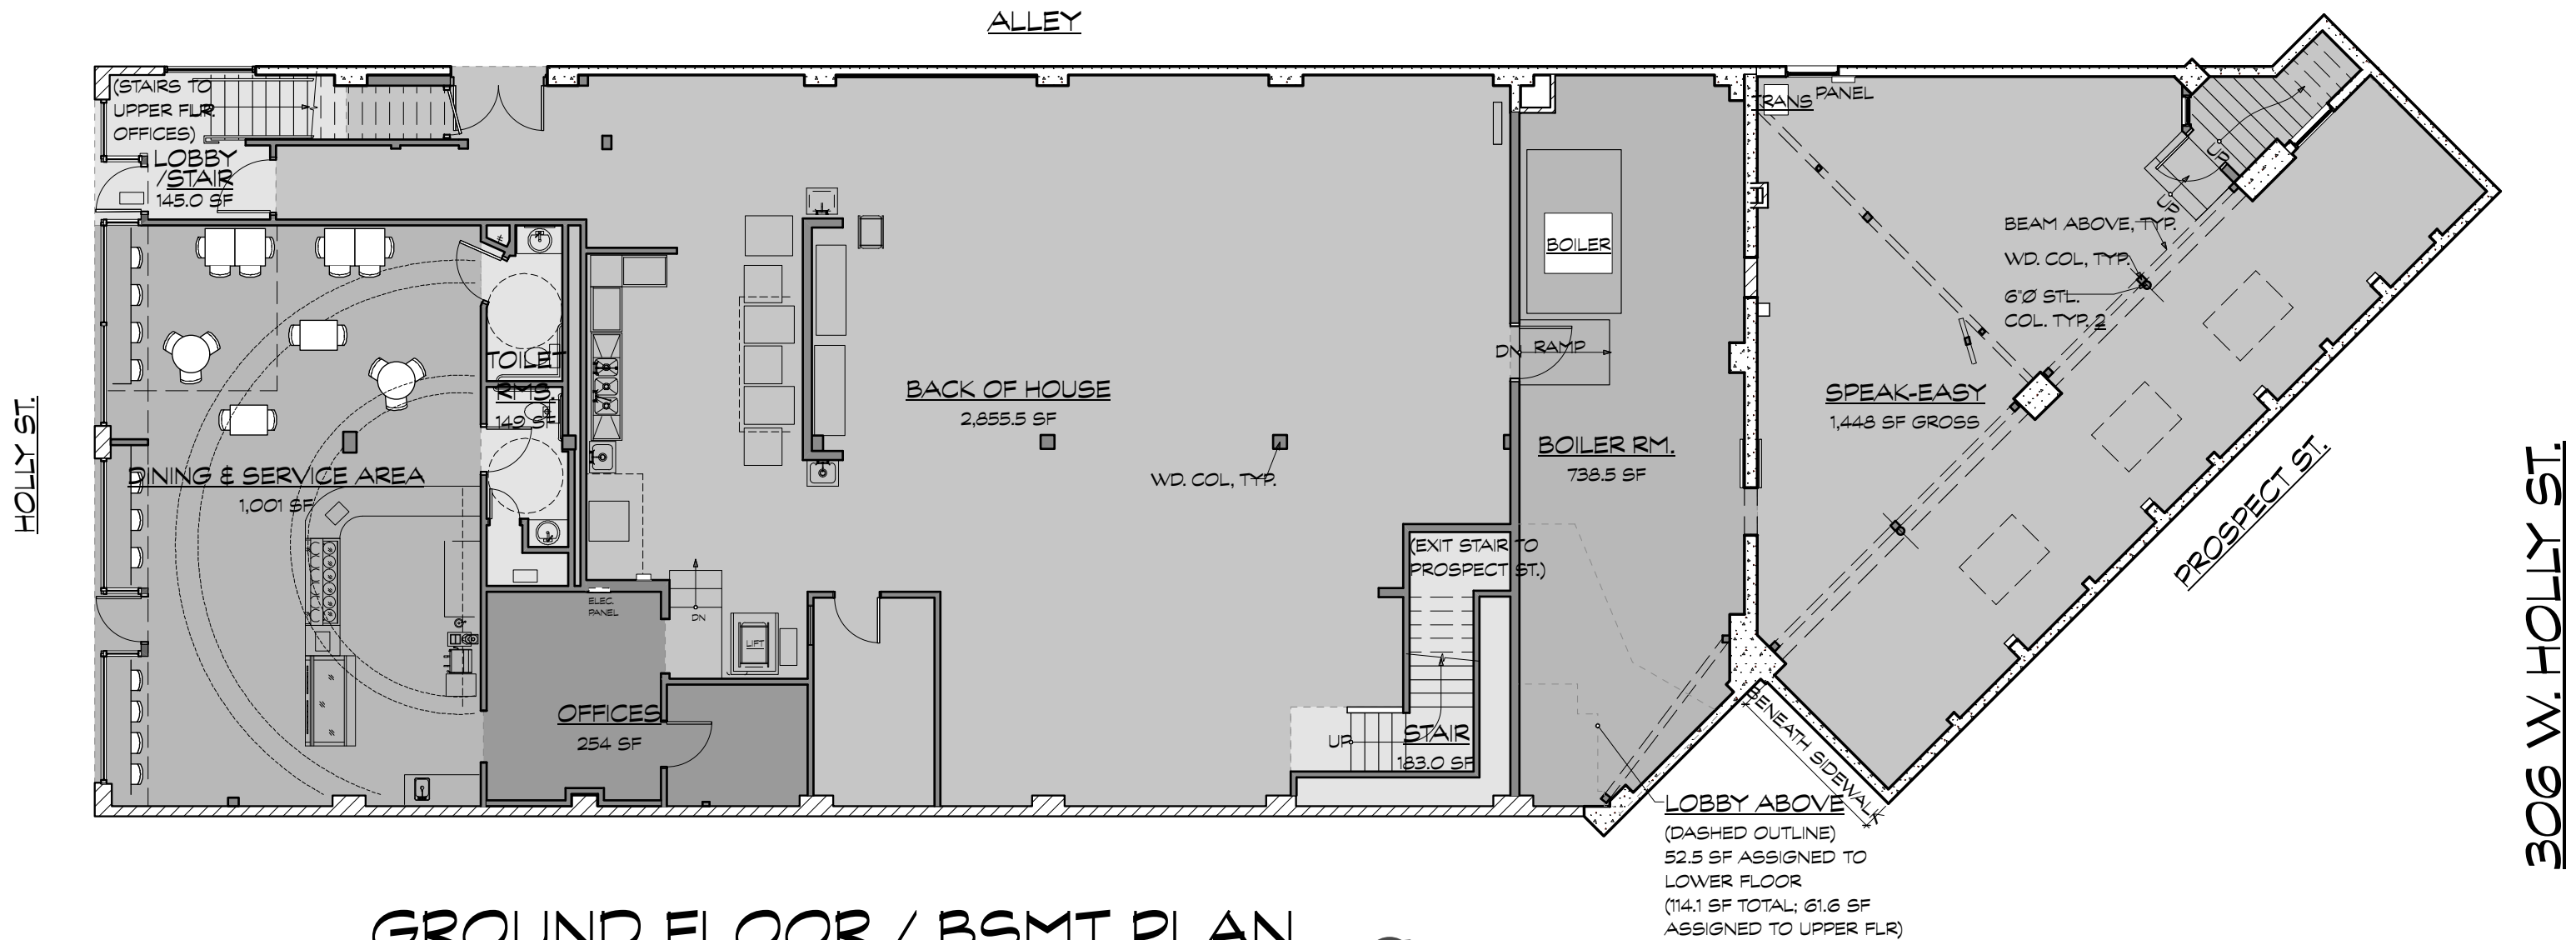 ALLEY
(STAIRS TO
UPPER FLR.
OFFICES)
LOBBY
/STAIR
145.0 SF
TRANS
PANEL
UP
UP
BEAM ABOVE, TYP.
WD. COL, TYP.
6"Ø STL.
COL. TYP. 2
BOILER
DN
RAMP
TOILET
RMS.
149 SF
BACK OF HOUSE
2,855.5 SF
SPEAK-EASY
1,448 SF GROSS
HOLLY ST.
DINING & SERVICE AREA
1,001 SF
WD. COL, TYP.
BOILER RM.
738.5 SF
PROSPECT ST.
306 W. HOLLY ST.
(EXIT STAIR TO
PROSPECT ST.)
ELEC.
PANEL
DN
LIFT
OFFICES
254 SF
UP
STAIR
183.0 SF
BENEATH SIDEWALK
LOBBY ABOVE
(DASHED OUTLINE)
52.5 SF ASSIGNED TO
LOWER FLOOR
(114.1 SF TOTAL; 61.6 SF
ASSIGNED TO UPPER FLR)
GROUND FLOOR / BSMT PLAN